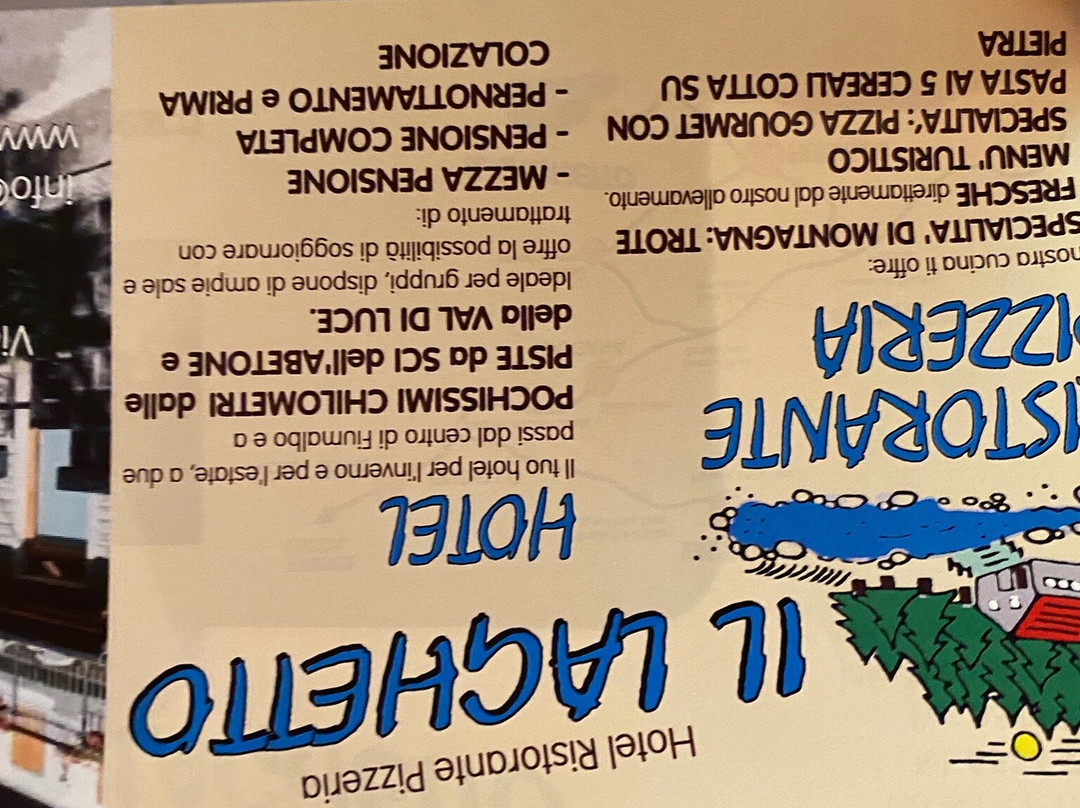 Hotel Ristorante Pizzeria
IL LAGHETTO
RISTORANTE
PIZZERIA
nostra cucina ti offre:
SPECIALITA' DI MONTAGNA: TROTE
FRESCHE direttamente dal nostro allevamento.
MENU' TURISTICO
SPECIALITA': PIZZA GOURMET CON
PASTA AI 5 CEREALI COTTA SU
PIETRA
HOTEL
Il tuo hotel per l'inverno e per l'estate, a due
passi dal centro di Fiumalbo e a
POCHISSIMI CHILOMETRI dalle
PISTE da SCI dell'ABETONE e
della VAL DI LUCE.
Ideale per gruppi, dispone di ampie sale e
offre la possibilità di soggiornare con
trattamento di:
- MEZZA PENSIONE
- PENSIONE COMPLETA
- PERNOTTAMENTO e PRIMA
COLAZIONE
Vi
info@
www